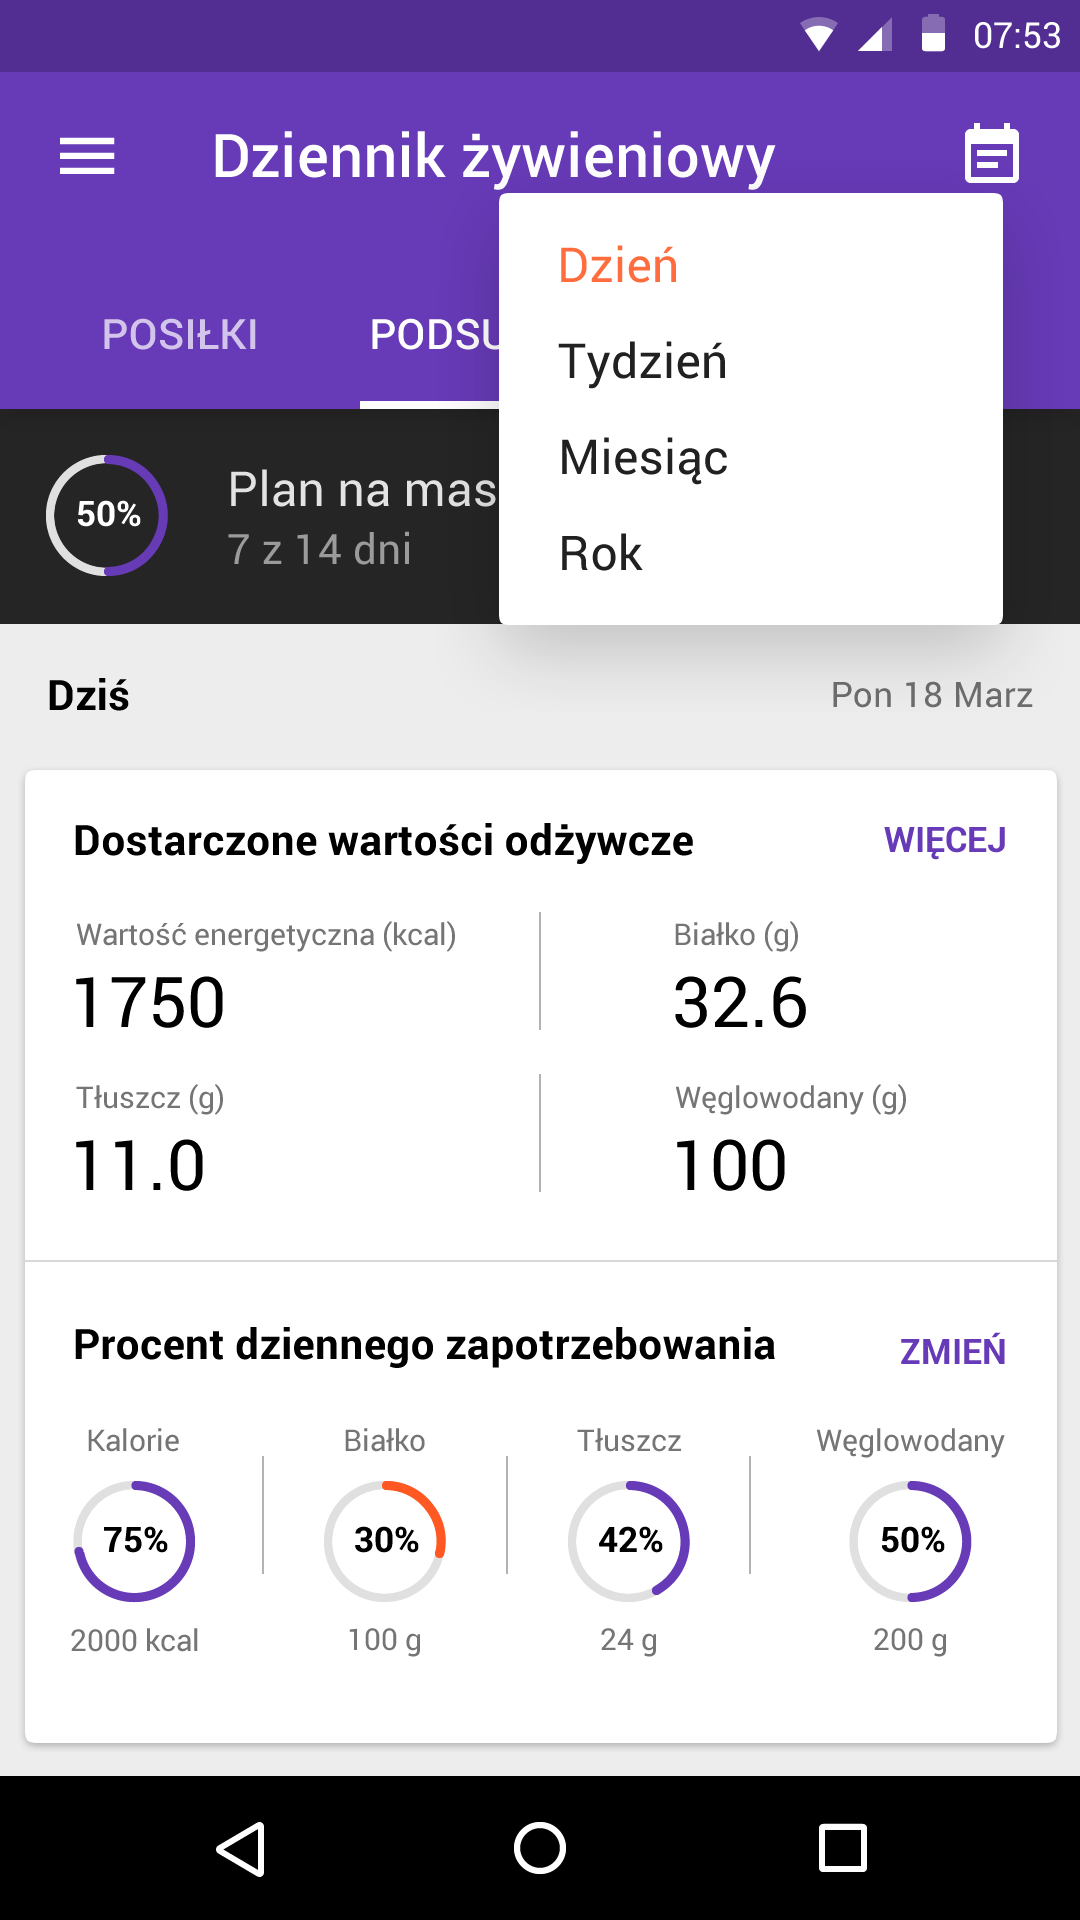 07:53
Dziennik żywieniowy
Dzień
Tydzień
Miesiąc
Rok
POSIŁKI
50%
7 z 14 dni
Plan na
Dziś
Pon 18 Marz
Dostarczone wartości odżywcze
WIĘCEJ
Wartość energetyczna (kcal)
Białko (g)
1750
32.6
Tłuszcz (g)
Węglowodany (g)
11.0
100
Procent dziennego zapotrzebowania
ZMIEŃ
Kalorie
Białko
Tłuszcz
Węglowodany
75%
30%
42%
50%
2000 kcal
100 g
24 g
200 g